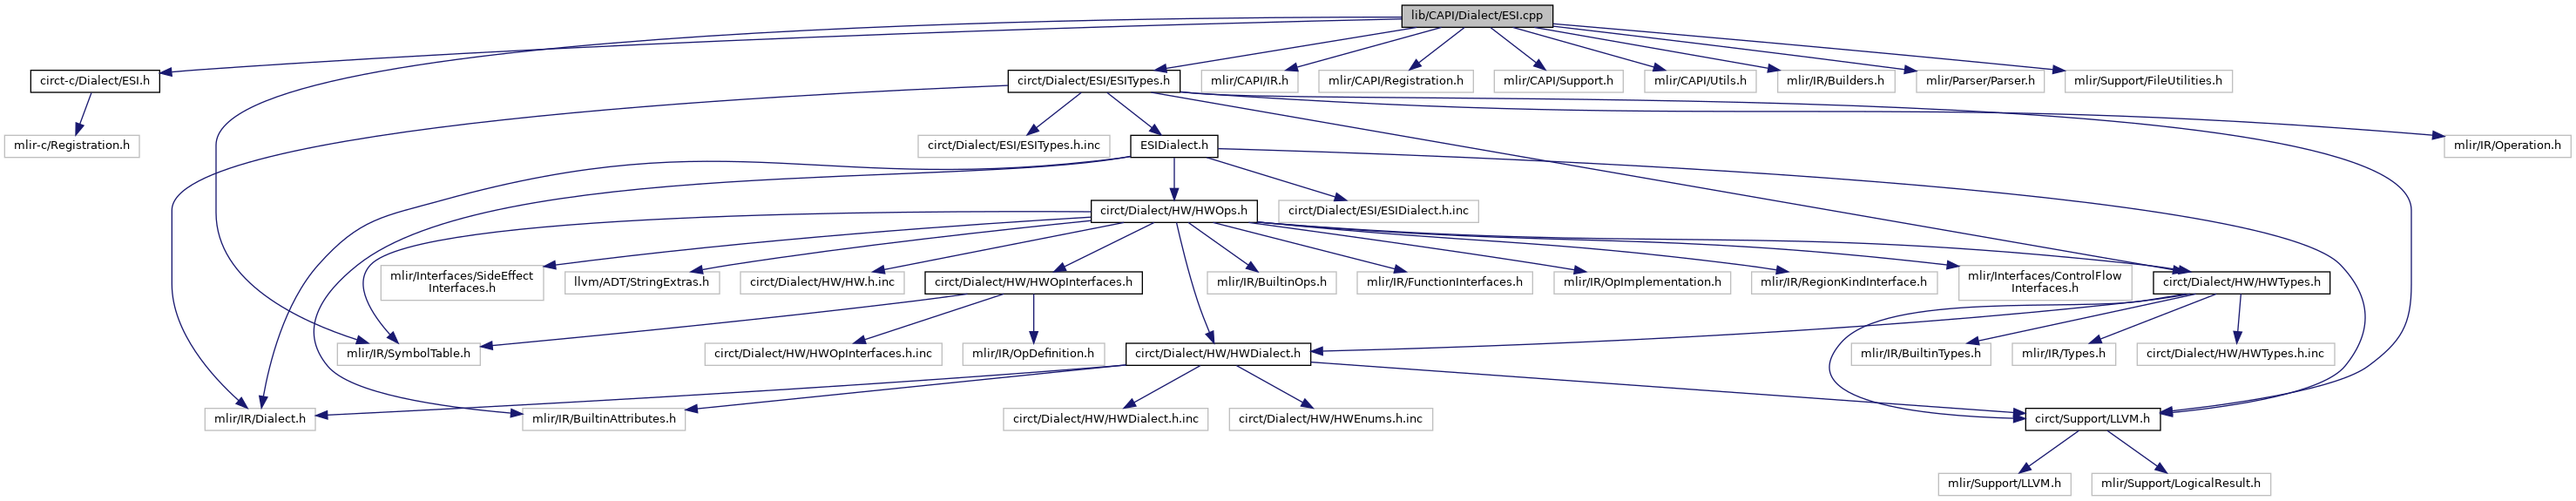 lib/CAPI/Dialect/ESI.cpp
circt-c/Dialect/ESI.h
circt/Dialect/ESI/ESITypes.h
mlir/CAPI/IR.h
mlir/CAPI/Registration.h
mlir/CAPI/Support.h
mlir/CAPI/Utils.h
mlir/IR/Builders.h
mlir/Parser/Parser.h
mlir/Support/FileUtilities.h
mlir-c/Registration.h
circt/Dialect/ESI/ESITypes.h.inc
ESIDialect.h
mlir/IR/Operation.h
circt/Dialect/HW/HWOps.h
circt/Dialect/ESI/ESIDialect.h.inc
mlir/Interfaces/SideEffect
Interfaces.h
llvm/ADT/StringExtras.h
circt/Dialect/HW/HW.h.inc
circt/Dialect/HW/HWOpInterfaces.h
mlir/IR/BuiltinOps.h
mlir/IR/FunctionInterfaces.h
mlir/IR/OpImplementation.h
mlir/IR/RegionKindInterface.h
mlir/Interfaces/ControlFlow
Interfaces.h
circt/Dialect/HW/HWTypes.h
mlir/IR/SymbolTable.h
circt/Dialect/HW/HWOpInterfaces.h.inc
mlir/IR/OpDefinition.h
circt/Dialect/HW/HWDialect.h
mlir/IR/BuiltinTypes.h
mlir/IR/Types.h
circt/Dialect/HW/HWTypes.h.inc
mlir/IR/Dialect.h
mlir/IR/BuiltinAttributes.h
circt/Dialect/HW/HWDialect.h.inc
circt/Dialect/HW/HWEnums.h.inc
circt/Support/LLVM.h
mlir/Support/LLVM.h
mlir/Support/LogicalResult.h